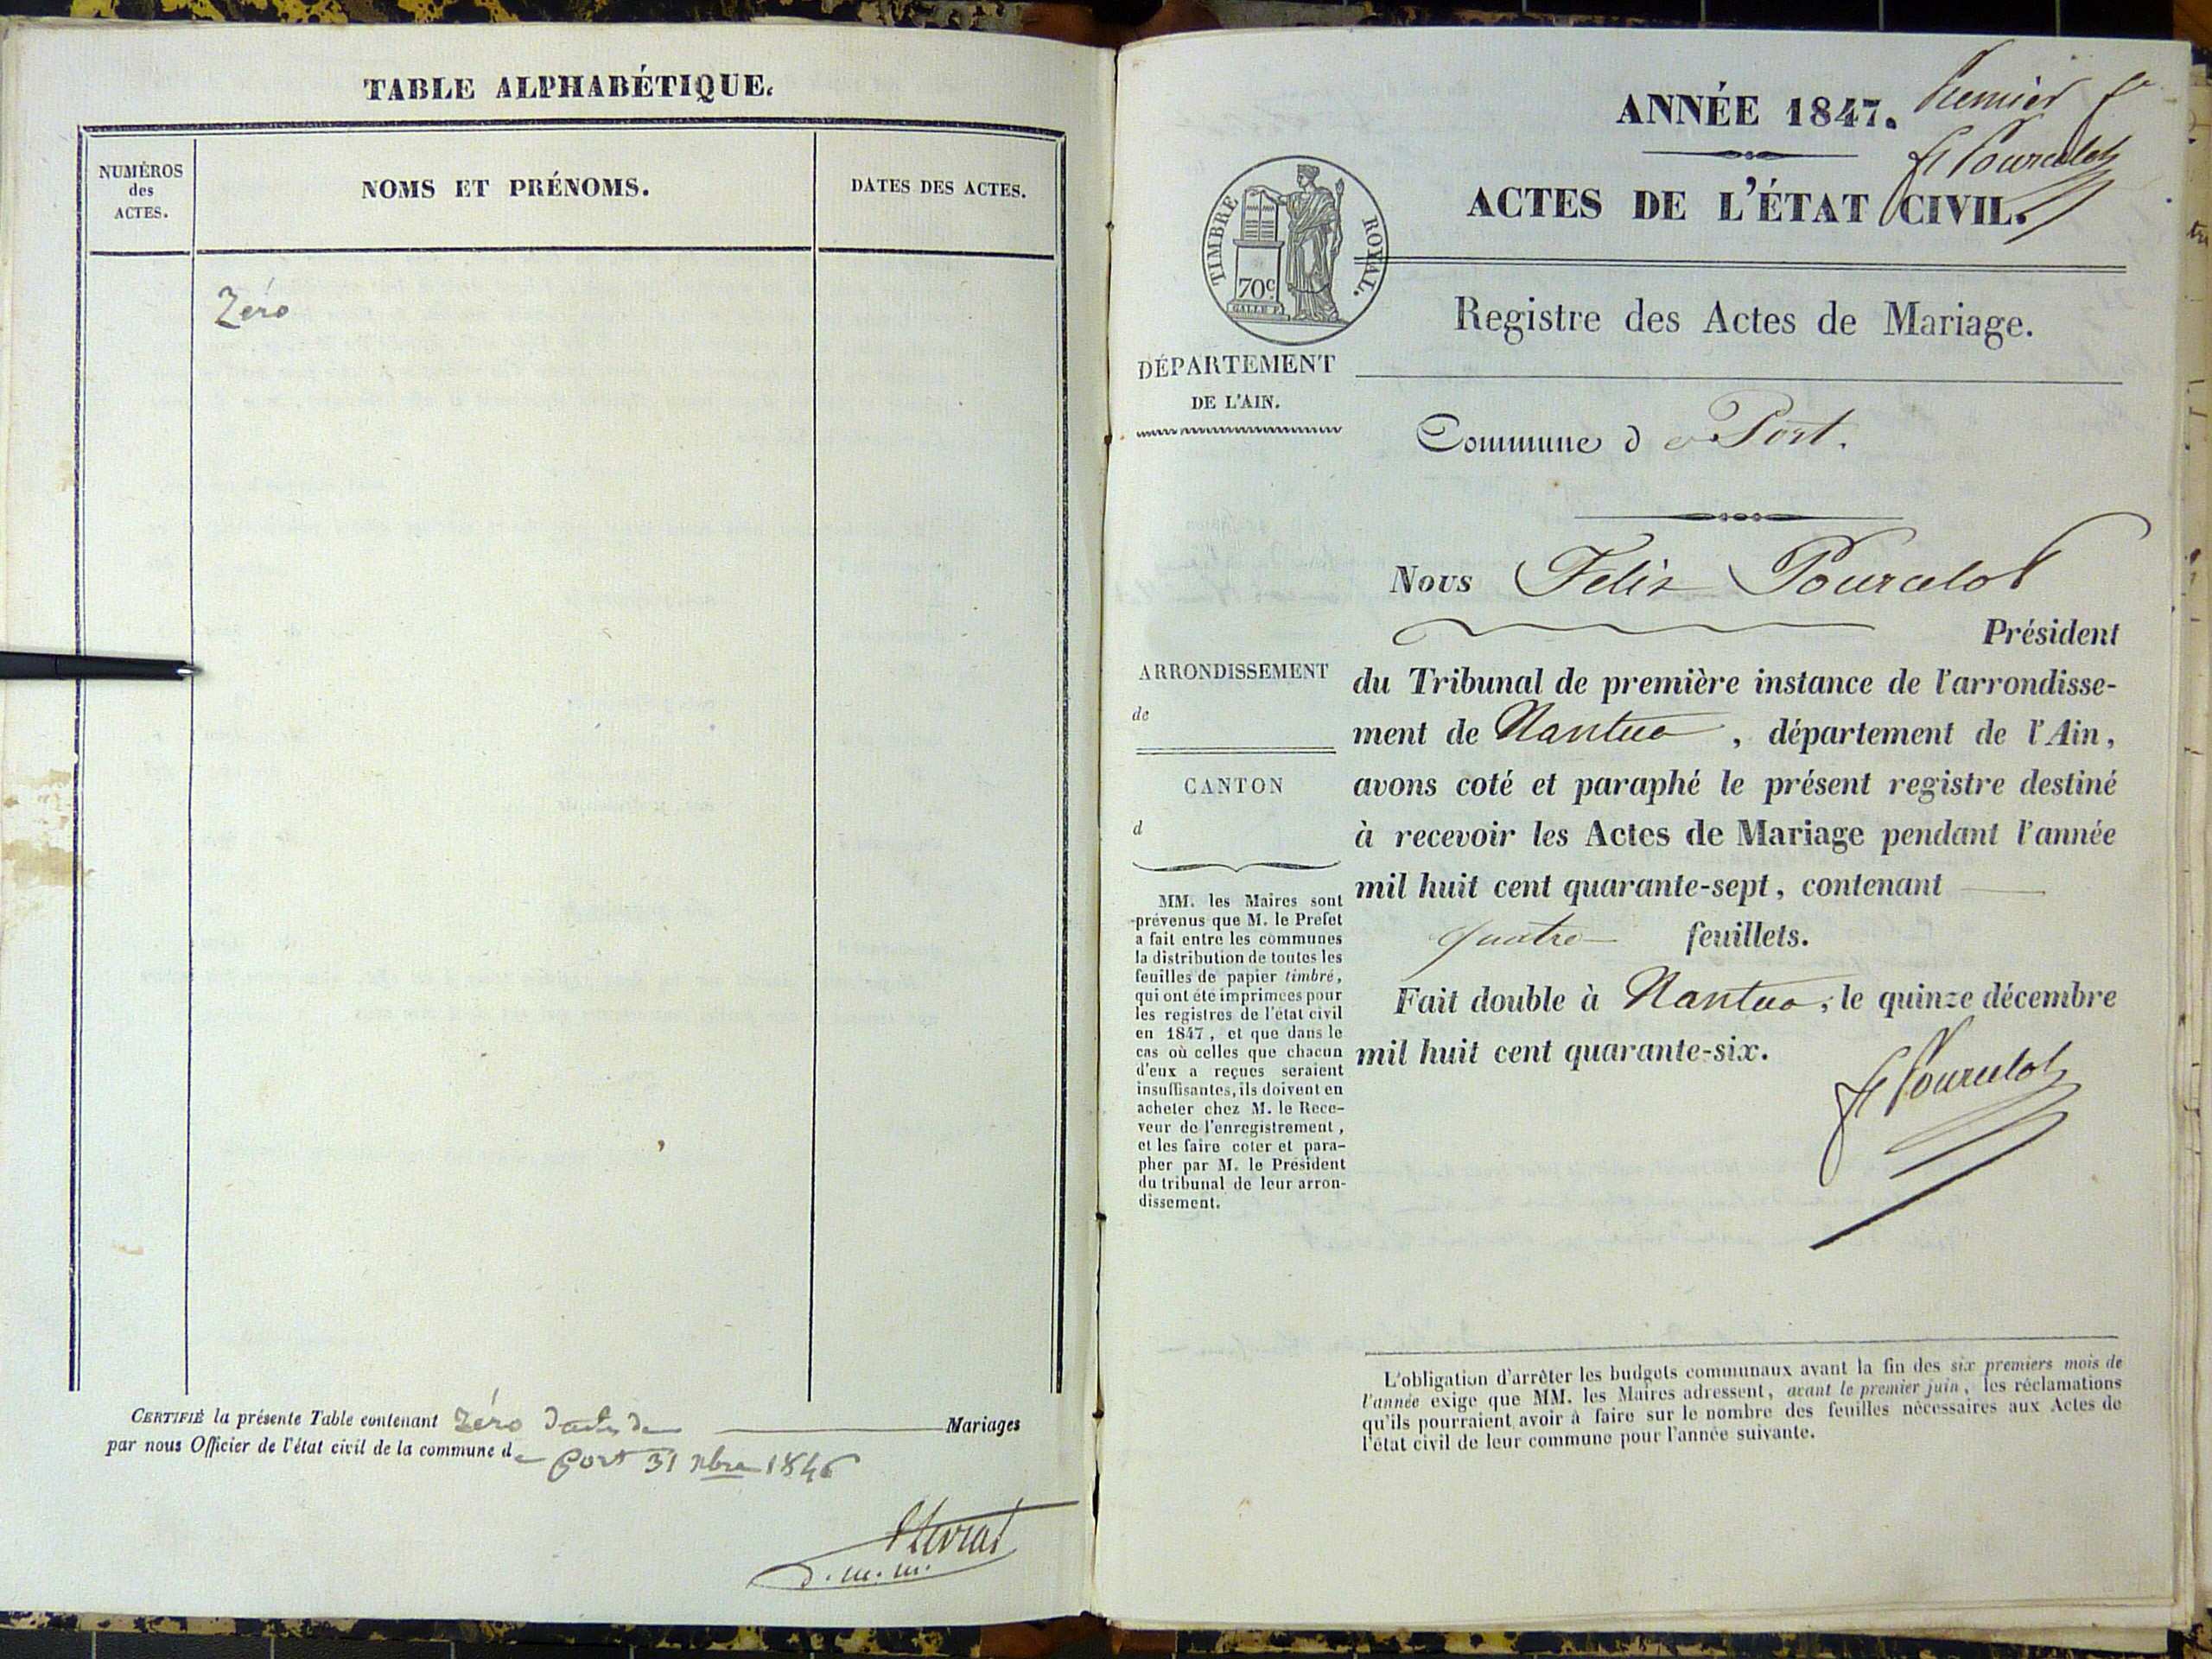 TABLE ALPHABÉTIQUE.
NUMÉROS
des
ACTES.
NOMS ET PRÉNOMS.
DATES DES ACTES.
Zéro
CERTIFIÉ la présente Table contenant Zéro Mariages
par nous Officier de l'état civil de la commune de Port 31 Xbre 1846
d. m. m.
ANNÉE 1847.
Premier
F Pourcelot
ACTES DE L'ÉTAT CIVIL.
TIMBRE ROYAL.
70c
GALLE F.
Registre des Actes de Mariage.
DÉPARTEMENT
DE L'AIN.
Commune de Port.
Nous Felix Pourcelot
Président
ARRONDISSEMENT
de
CANTON
d
du Tribunal de première instance de l'arrondisse-
ment de Nantua, département de l'Ain,
avons coté et paraphé le présent registre destiné
à recevoir les Actes de Mariage pendant l'année
mil huit cent quarante-sept, contenant
quatre feuillets.
Fait double à Nantua, le quinze décembre
mil huit cent quarante-six.
F Pourcelot
MM. les Maires sont
prévenus que M. le Prefet
a fait entre les communes
la distribution de toutes les
feuilles de papier timbré,
qui ont été imprimées pour
les registres de l'état civil
en 1847, et que dans le
cas où celles que chacun
d'eux a reçues seraient
insuffisantes, ils doivent en
acheter chez M. le Rece-
veur de l'enregistrement,
et les faire coter et para-
pher par M. le Président
du tribunal de leur arron-
dissement.
L'obligation d'arrêter les budgets communaux avant la fin des six premiers mois de
l'année exige que MM. les Maires adressent, avant le premier juin, les réclamations
qu'ils pourraient avoir à faire sur le nombre des feuilles nécessaires aux Actes de
l'état civil de leur commune pour l'année suivante.